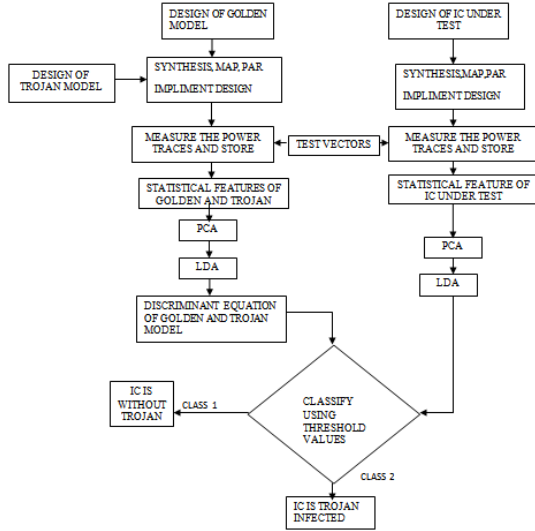 DESIGN OF GOLDEN
MODEL
DESIGN OF IC UNDER
TEST
DESIGN OF
TROJAN MODEL
SYNTHESIS, MAP, PAR
IMPLIMENT DESIGN
SYNTHESIS,MAP,PAR
IMPLIMENT DESIGN
MEASURE THE POWER
TRACES AND STORE
TEST VECTORS
MEASURE THE POWER
TRACES AND STORE
STATISTICAL FEATURES OF
GOLDEN AND TROJAN
STATISTICAL FEATURE OF
IC UNDER TEST
PCA
PCA
LDA
LDA
DISCRIMINANT EQUATION
OF GOLDEN AND TROJAN
MODEL
IC IS
WITHOUT
TROJAN
CLASS 1
CLASSIFY
USING
THRESHOLD
VALUES
CLASS 2
IC IS TROJAN
INFECTED